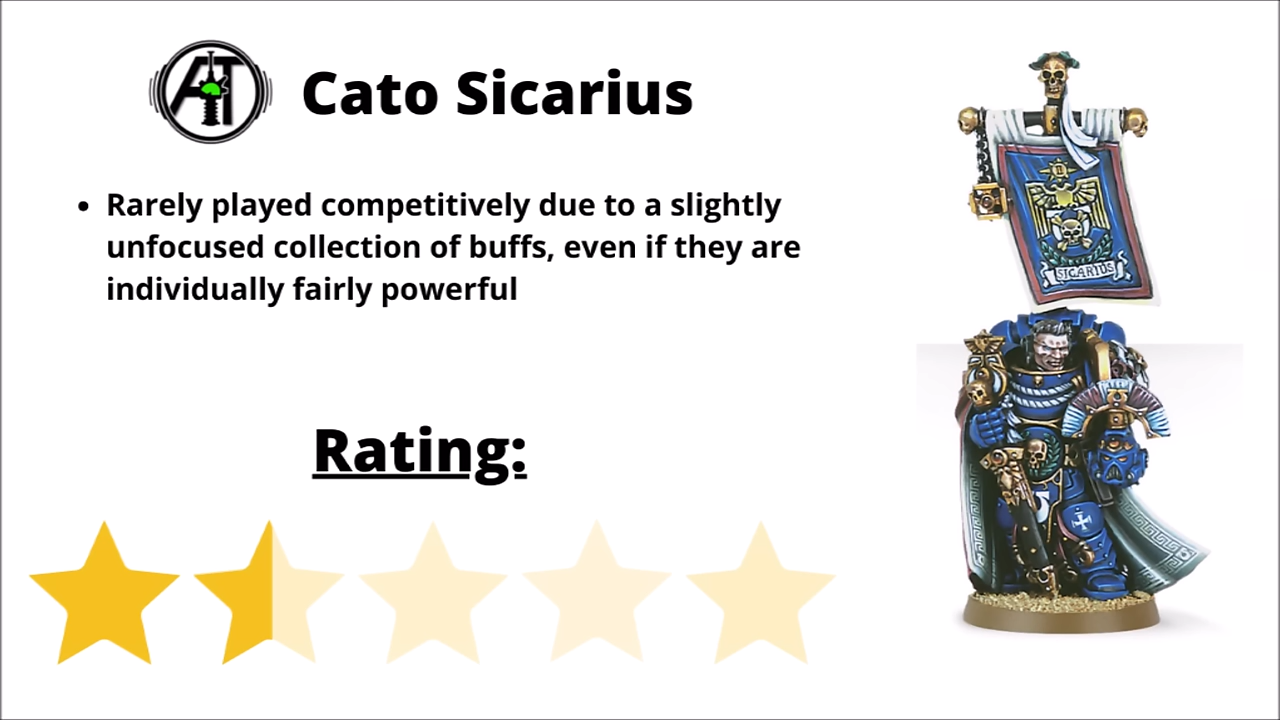 AT
Cato Sicarius
• Rarely played competitively due to a slightly
unfocused collection of buffs, even if they are
individually fairly powerful
SICARIUS
Rating: